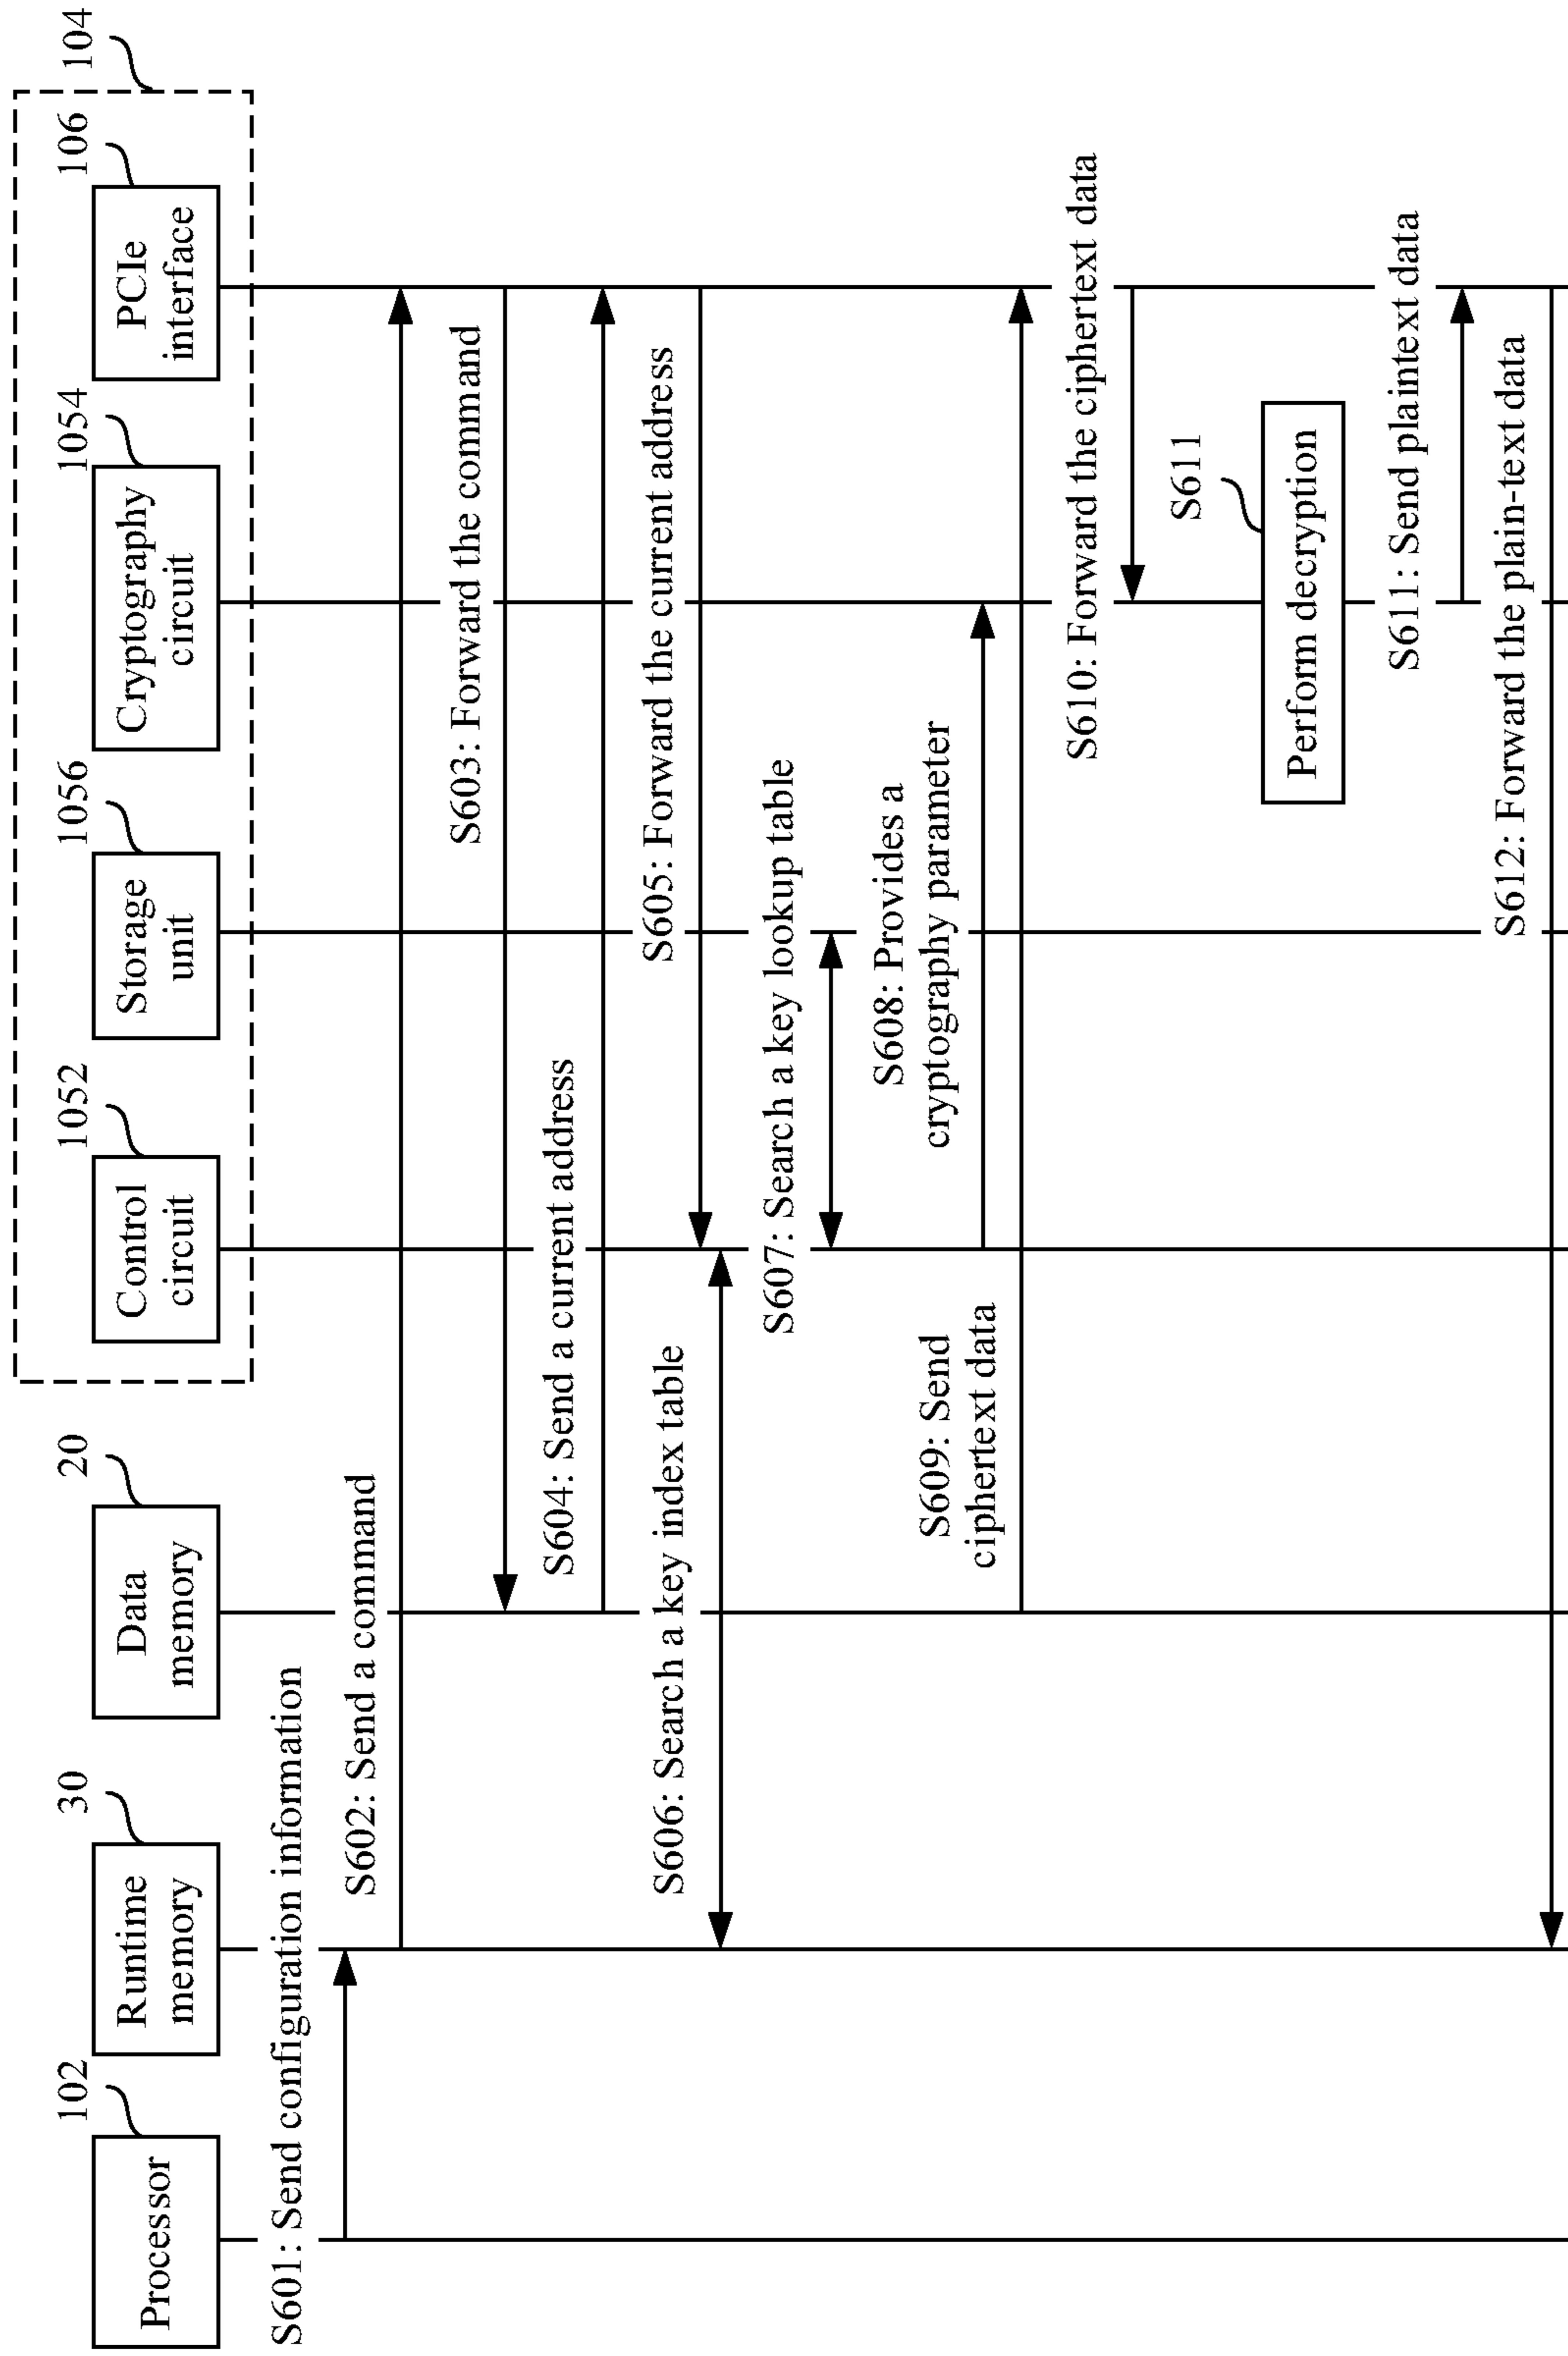 104
102
30
20
1052
1056
1054
106
Processor
Runtime
memory
Data
memory
Control
circuit
Storage
unit
Cryptography
circuit
PCIe
interface
S601: Send configuration information
S602: Send a command
S603: Forward the command
S604: Send a current address
S605: Forward the current address
S606: Search a key index table
S607: Search a key lookup table
S608: Provides a
cryptography parameter
S609: Send
ciphertext data
S610: Forward the ciphertext data
S611
Perform decryption
S611: Send plaintext data
S612: Forward the plain-text data